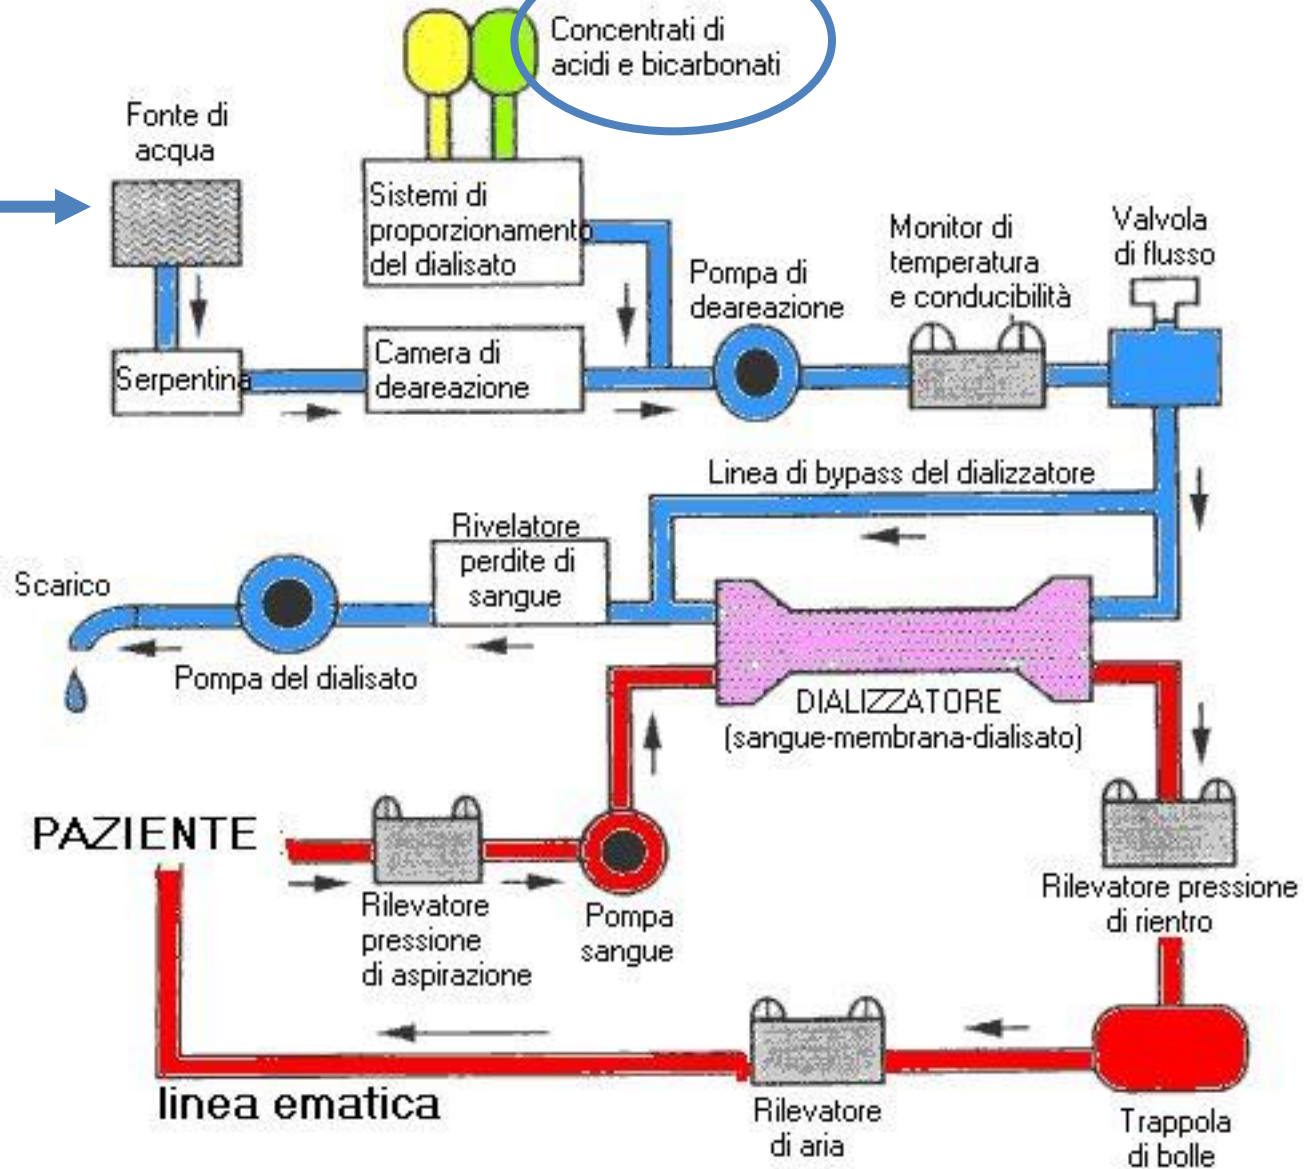 Concentrati di
acidi e bicarbonati
Fonte di
acqua
Sistemi di
proporzionamento
del dialisato
Monitor di
temperatura
e conducibilità
Valvola
di flusso
Pompa di
deareazione
Serpentina
Camera di
deareazione
Linea di bypass del dializzatore
Rivelatore
perdite di
sangue
Scarico
Pompa del dialisato
DIALIZZATORE
(sangue-membrana-dialisato)
PAZIENTE
Rilevatore
pressione
di aspirazione
Pompa
sangue
Rilevatore pressione
di rientro
linea ematica
Rilevatore
di aria
Trappola
di bolle